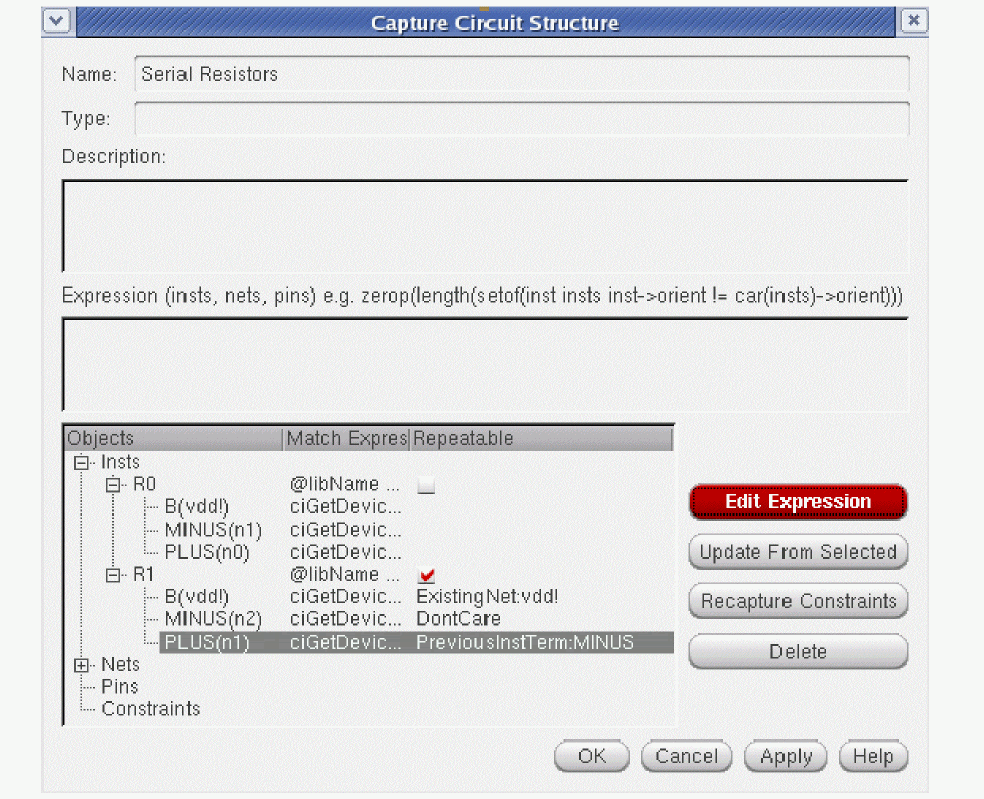 Capture Circuit Structure
Name: Serial Resistors
Type:
Description:
Expression (insts, nets, pins) e.g. zerop(length(setof(inst insts inst->orient != car(insts)->orient)))
Objects Match Expres Repeatable
Insts
R0 @libName ...
B(vdd!) ciGetDevic...
MINUS(n1) ciGetDevic...
PLUS(n0) ciGetDevic...
R1 @libName ...
B(vdd!) ciGetDevic... ExistingNet:vdd!
MINUS(n2) ciGetDevic... DontCare
PLUS(n1) ciGetDevic... PreviousInstTerm:MINUS
Nets
Pins
Constraints
Edit Expression
Update From Selected
Recapture Constraints
Delete
OK Cancel Apply Help